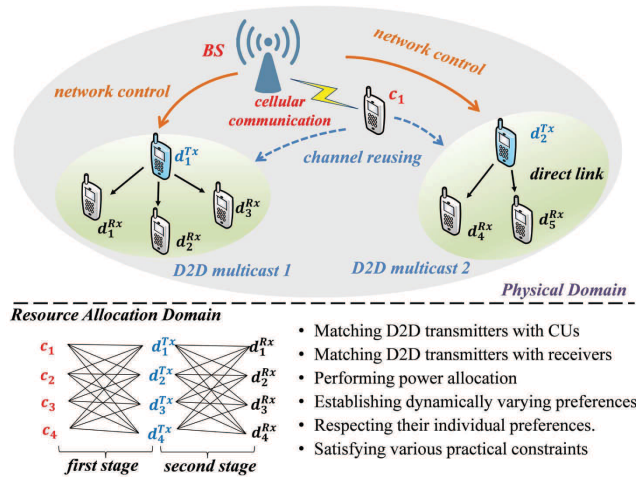 BS
network control
network control
cellular
communication
c₁
d₁ᵀˣ
d₂ᵀˣ
channel reusing
direct link
d₁ᴿˣ
d₂ᴿˣ
d₃ᴿˣ
d₄ᴿˣ
d₅ᴿˣ
D2D multicast 1
D2D multicast 2
Physical Domain
Resource Allocation Domain
c₁ d₁ᵀˣ d₁ᴿˣ
c₂ d₂ᵀˣ d₂ᴿˣ
c₃ d₃ᵀˣ d₃ᴿˣ
c₄ d₄ᵀˣ d₄ᴿˣ
first stage second stage
• Matching D2D transmitters with CUs
• Matching D2D transmitters with receivers
• Performing power allocation
• Establishing dynamically varying preferences
• Respecting their individual preferences.
• Satisfying various practical constraints